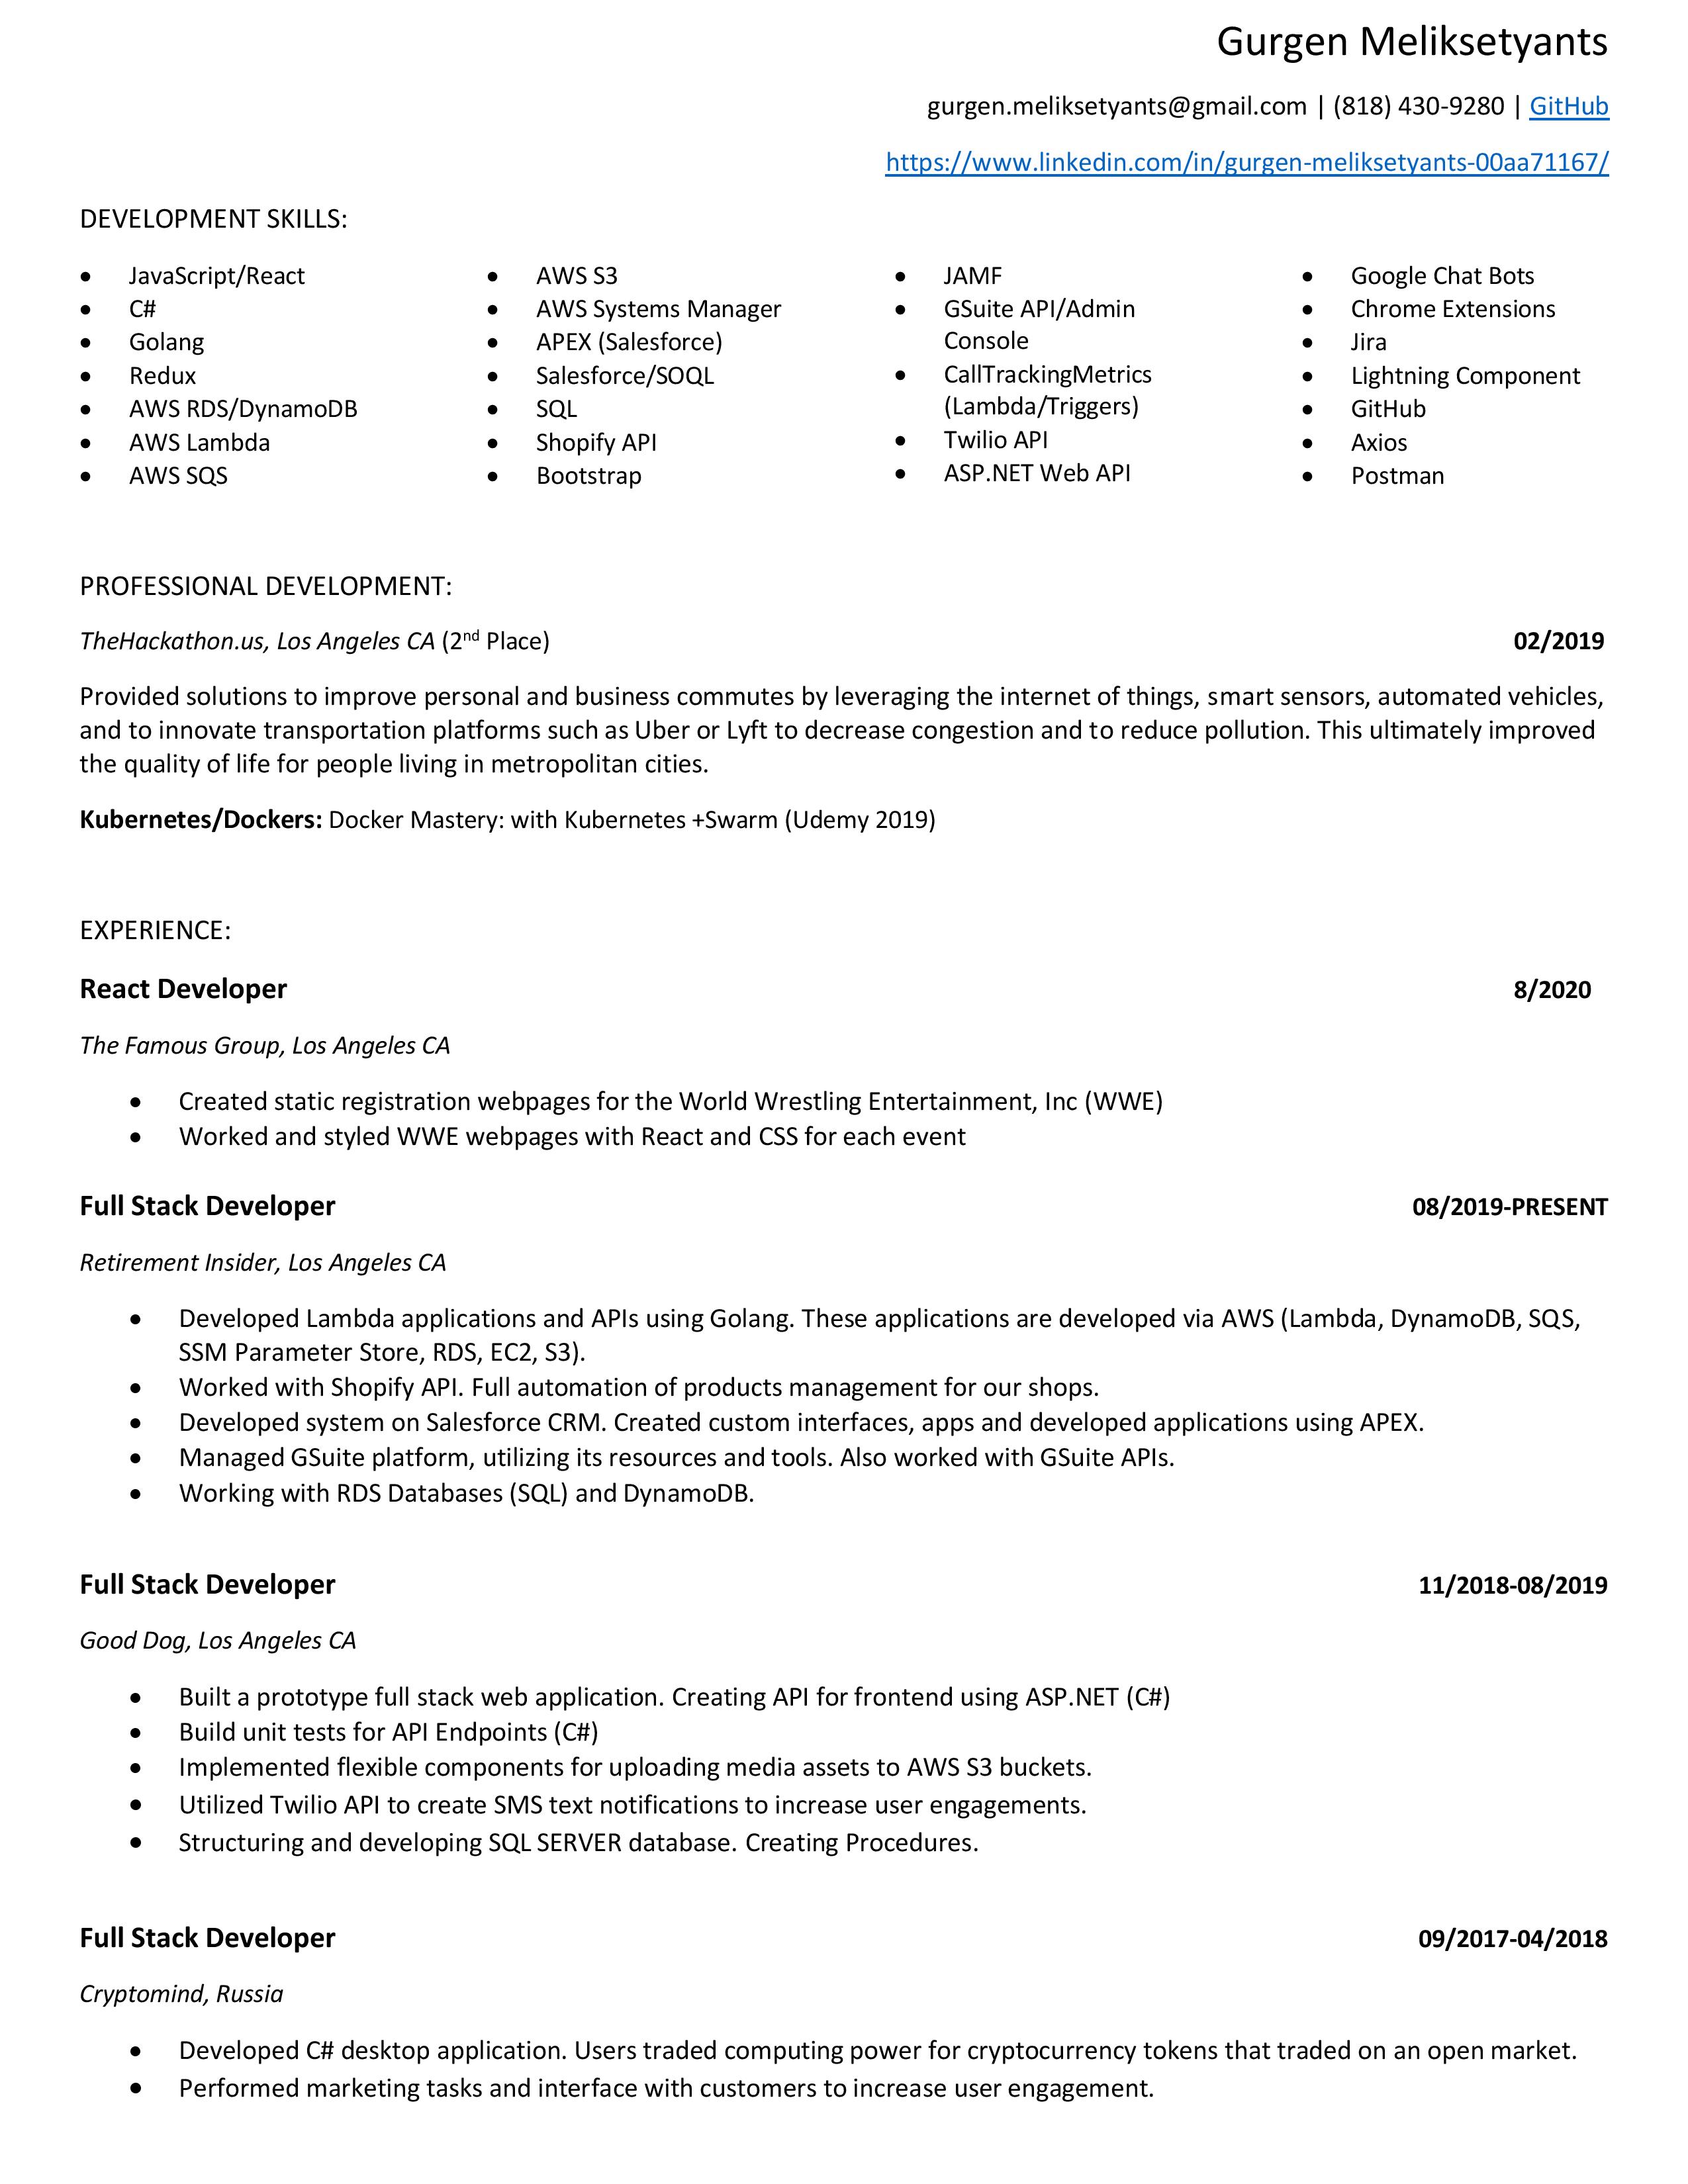 Gurgen Meliksetyants
gurgen.meliksetyants@gmail.com | (818) 430-9280 | GitHub
https://www.linkedin.com/in/gurgen-meliksetyants-00aa71167/
DEVELOPMENT SKILLS:
• JavaScript/React
• C#
• Golang
• Redux
• AWS RDS/DynamoDB
• AWS Lambda
• AWS SQS
• AWS S3
• AWS Systems Manager
• APEX (Salesforce)
• Salesforce/SOQL
• SQL
• Shopify API
• Bootstrap
• JAMF
• GSuite API/Admin
Console
• CallTrackingMetrics
(Lambda/Triggers)
• Twilio API
• ASP.NET Web API
• Google Chat Bots
• Chrome Extensions
• Jira
• Lightning Component
• GitHub
• Axios
• Postman
PROFESSIONAL DEVELOPMENT:
TheHackathon.us, Los Angeles CA (2nd Place) 02/2019
Provided solutions to improve personal and business commutes by leveraging the internet of things, smart sensors, automated vehicles,
and to innovate transportation platforms such as Uber or Lyft to decrease congestion and to reduce pollution. This ultimately improved
the quality of life for people living in metropolitan cities.
Kubernetes/Dockers: Docker Mastery: with Kubernetes +Swarm (Udemy 2019)
EXPERIENCE:
React Developer 8/2020
The Famous Group, Los Angeles CA
• Created static registration webpages for the World Wrestling Entertainment, Inc (WWE)
• Worked and styled WWE webpages with React and CSS for each event
Full Stack Developer 08/2019-PRESENT
Retirement Insider, Los Angeles CA
• Developed Lambda applications and APIs using Golang. These applications are developed via AWS (Lambda, DynamoDB, SQS,
SSM Parameter Store, RDS, EC2, S3).
• Worked with Shopify API. Full automation of products management for our shops.
• Developed system on Salesforce CRM. Created custom interfaces, apps and developed applications using APEX.
• Managed GSuite platform, utilizing its resources and tools. Also worked with GSuite APIs.
• Working with RDS Databases (SQL) and DynamoDB.
Full Stack Developer 11/2018-08/2019
Good Dog, Los Angeles CA
• Built a prototype full stack web application. Creating API for frontend using ASP.NET (C#)
• Build unit tests for API Endpoints (C#)
• Implemented flexible components for uploading media assets to AWS S3 buckets.
• Utilized Twilio API to create SMS text notifications to increase user engagements.
• Structuring and developing SQL SERVER database. Creating Procedures.
Full Stack Developer 09/2017-04/2018
Cryptomind, Russia
• Developed C# desktop application. Users traded computing power for cryptocurrency tokens that traded on an open market.
• Performed marketing tasks and interface with customers to increase user engagement.